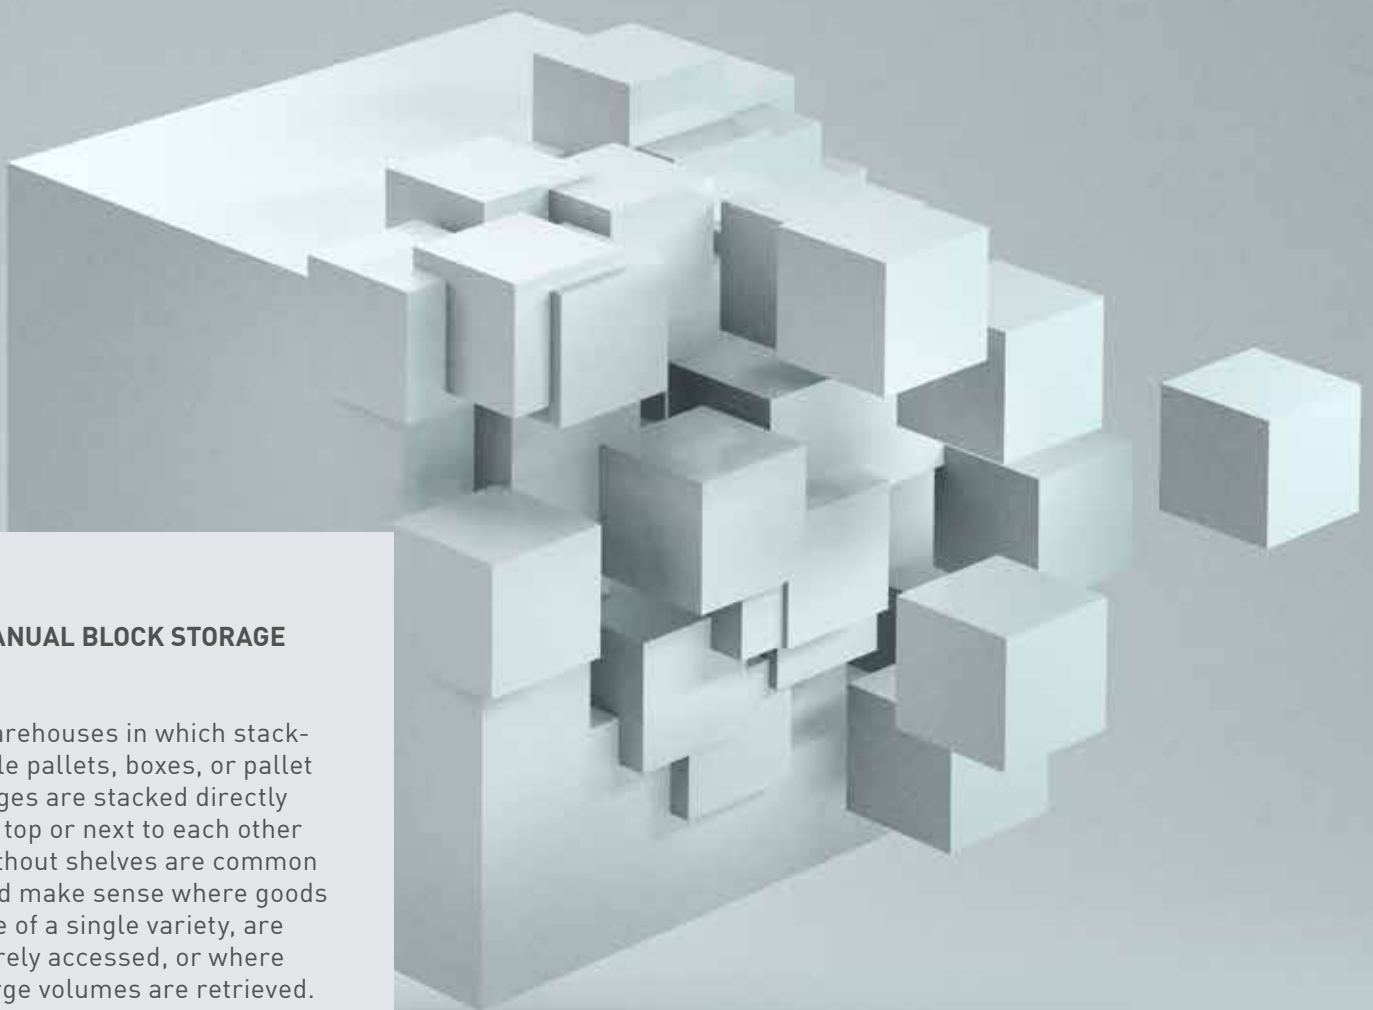 ANUAL BLOCK STORAGE
arehouses in which stack-
le pallets, boxes, or pallet
ges are stacked directly
top or next to each other
thout shelves are common
d make sense where goods
e of a single variety, are
rely accessed, or where
rge volumes are retrieved.